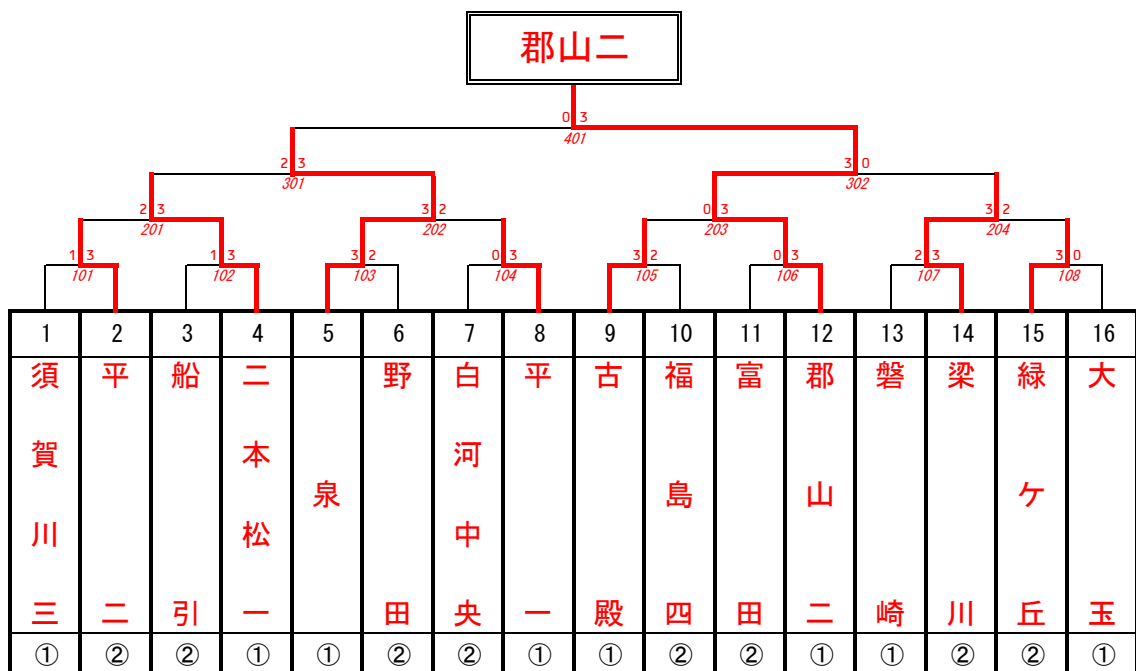 郡山二
0 3
401
2 3
301
3 0
302
2 3
201
3 2
202
0 3
203
3 2
204
1 3
101
1 3
102
3 2
103
0 3
104
3 2
105
0 3
106
2 3
107
3 0
108
1 2 3 4 5 6 7 8 9 10 11 12 13 14 15 16
須賀川三
平二
船引
二本松一
泉
野田
白河中央
平一
古殿
福島四
富田
郡山二
磐崎
梁川
緑ケ丘
大玉
① ② ② ① ① ② ② ① ① ② ② ① ① ② ② ①